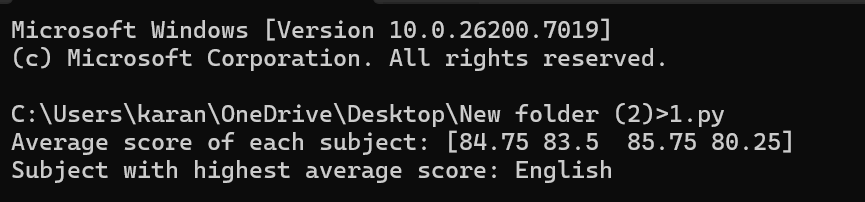 Microsoft Windows [Version 10.0.26200.7019]
(c) Microsoft Corporation. All rights reserved.
C:\Users\karan\OneDrive\Desktop\New folder (2)>1.py
Average score of each subject: [84.75 83.5  85.75 80.25]
Subject with highest average score: English